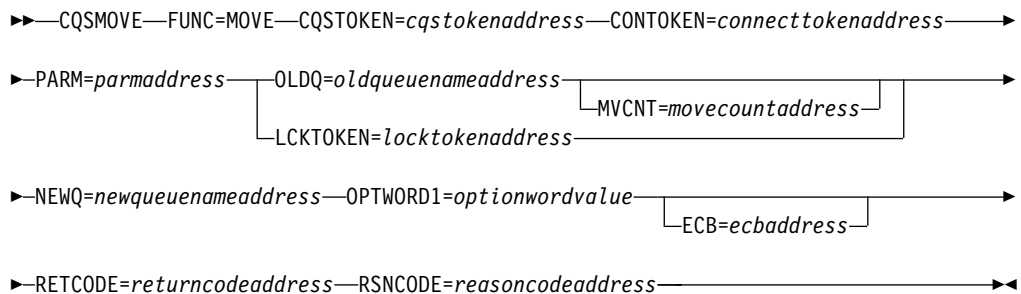 CQSMOVE FUNC=MOVE CQSTOKEN=cqstokenaddress CONTOKEN=connecttokenaddress
PARM=parmaddress OLDQ=oldqueuenameaddress
MVCNT=movecountaddress
LCKTOKEN=locktokenaddress
NEWQ=newqueuenameaddress OPTWORD1=optionwordvalue
ECB=ecbaddress
RETCODE=returncodeaddress RSNCODE=reasoncodeaddress